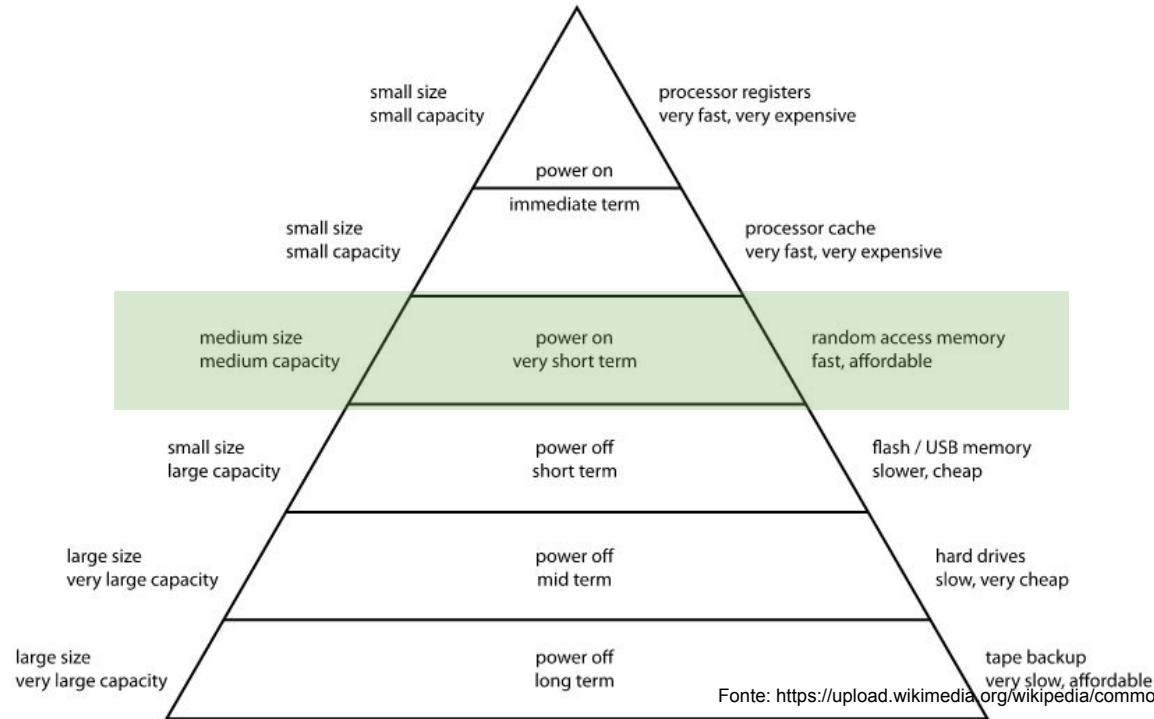 small size
small capacity
processor registers
very fast, very expensive
power on
immediate term
small size
small capacity
processor cache
very fast, very expensive
medium size
medium capacity
power on
very short term
random access memory
fast, affordable
small size
large capacity
power off
short term
flash / USB memory
slower, cheap
large size
very large capacity
power off
mid term
hard drives
slow, very cheap
large size
very large capacity
power off
long term
tape backup
very slow, affordable
Fonte: https://upload.wikimedia.org/wikipedia/commo